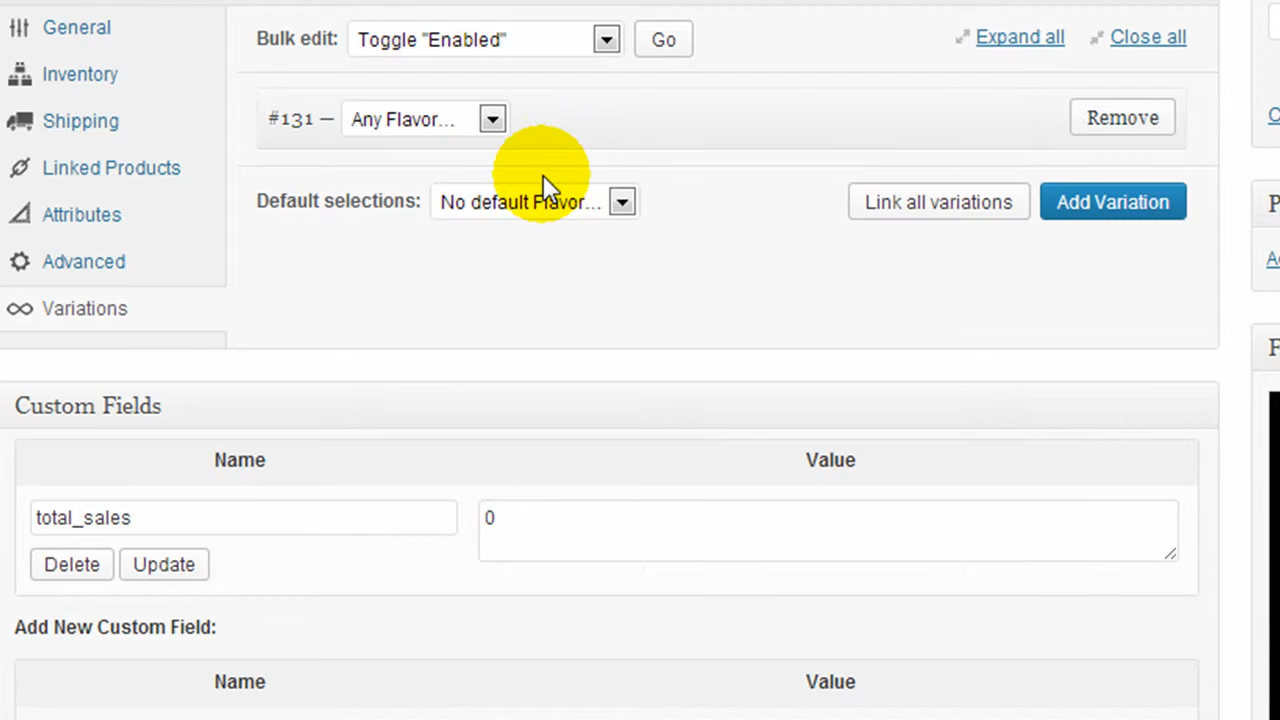 General
Inventory
Shipping
Linked Products
Attributes
Advanced
Variations
Bulk edit: Toggle "Enabled" Go Expand all Close all
#131 — Any Flavor... Remove
Default selections: No default Flavor... Link all variations Add Variation
Custom Fields
Name Value
total_sales 0
Delete Update
Add New Custom Field:
Name Value